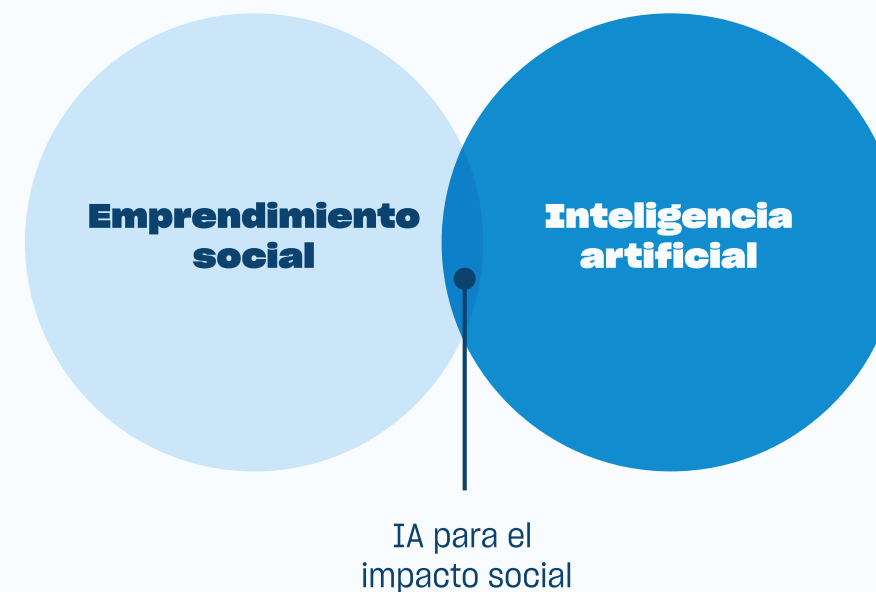 Emprendimiento
social
Inteligencia
artificial
IA para el
impacto social